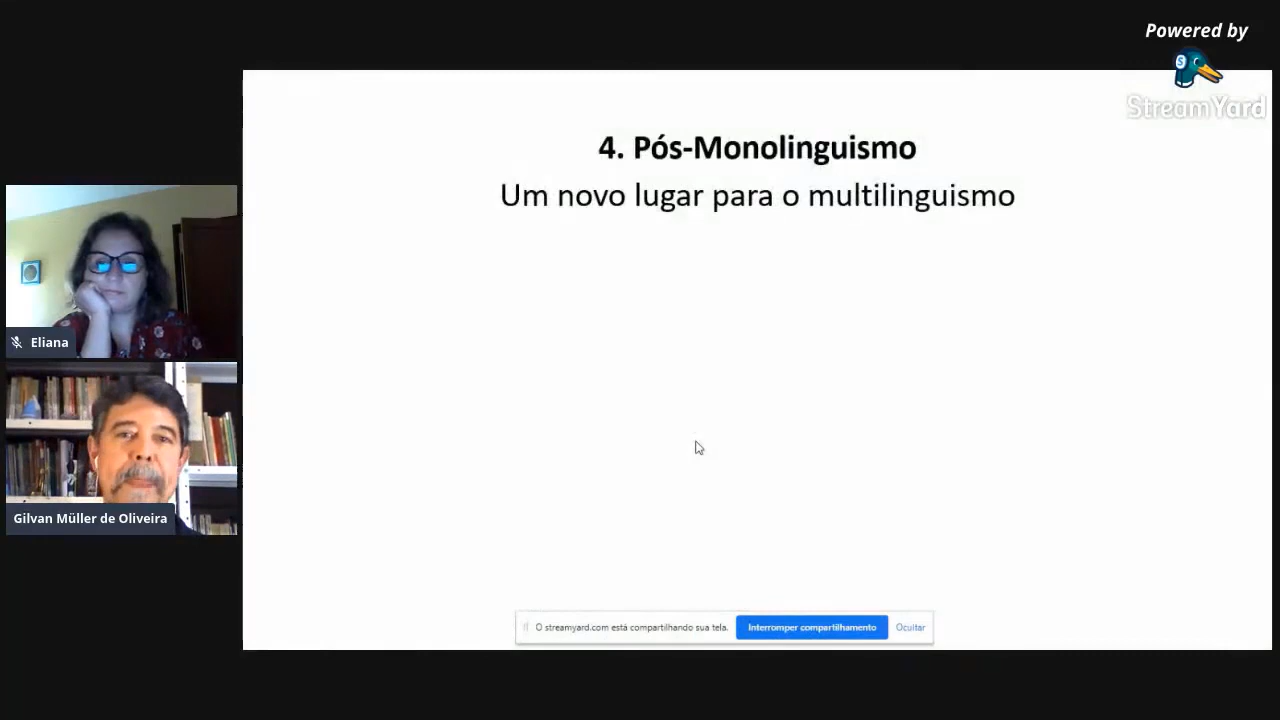 Powered by
StreamYard
4. Pós-Monolinguismo
Um novo lugar para o multilinguismo
Eliana
Gilvan Müller de Oliveira
O streamyard.com está compartilhando sua tela.
Interromper compartilhamento
Ocultar